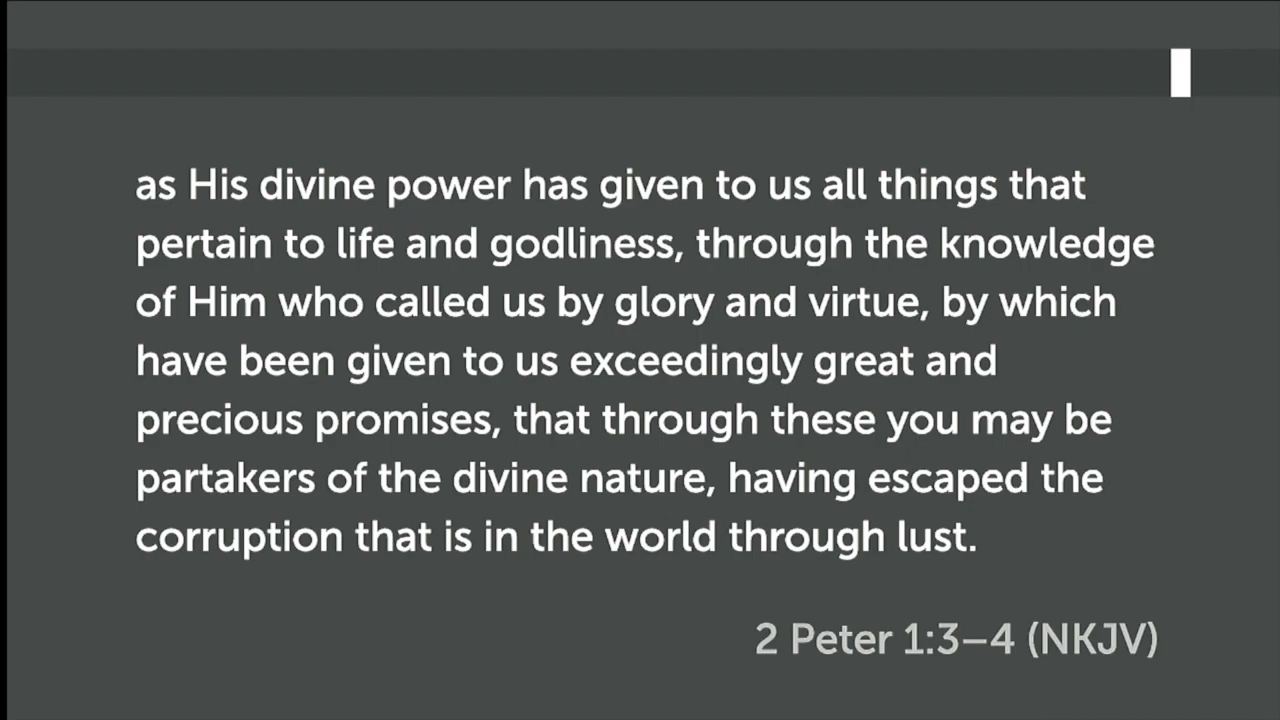 as His divine power has given to us all things that
pertain to life and godliness, through the knowledge
of Him who called us by glory and virtue, by which
have been given to us exceedingly great and
precious promises, that through these you may be
partakers of the divine nature, having escaped the
corruption that is in the world through lust.
2 Peter 1:3–4 (NKJV)